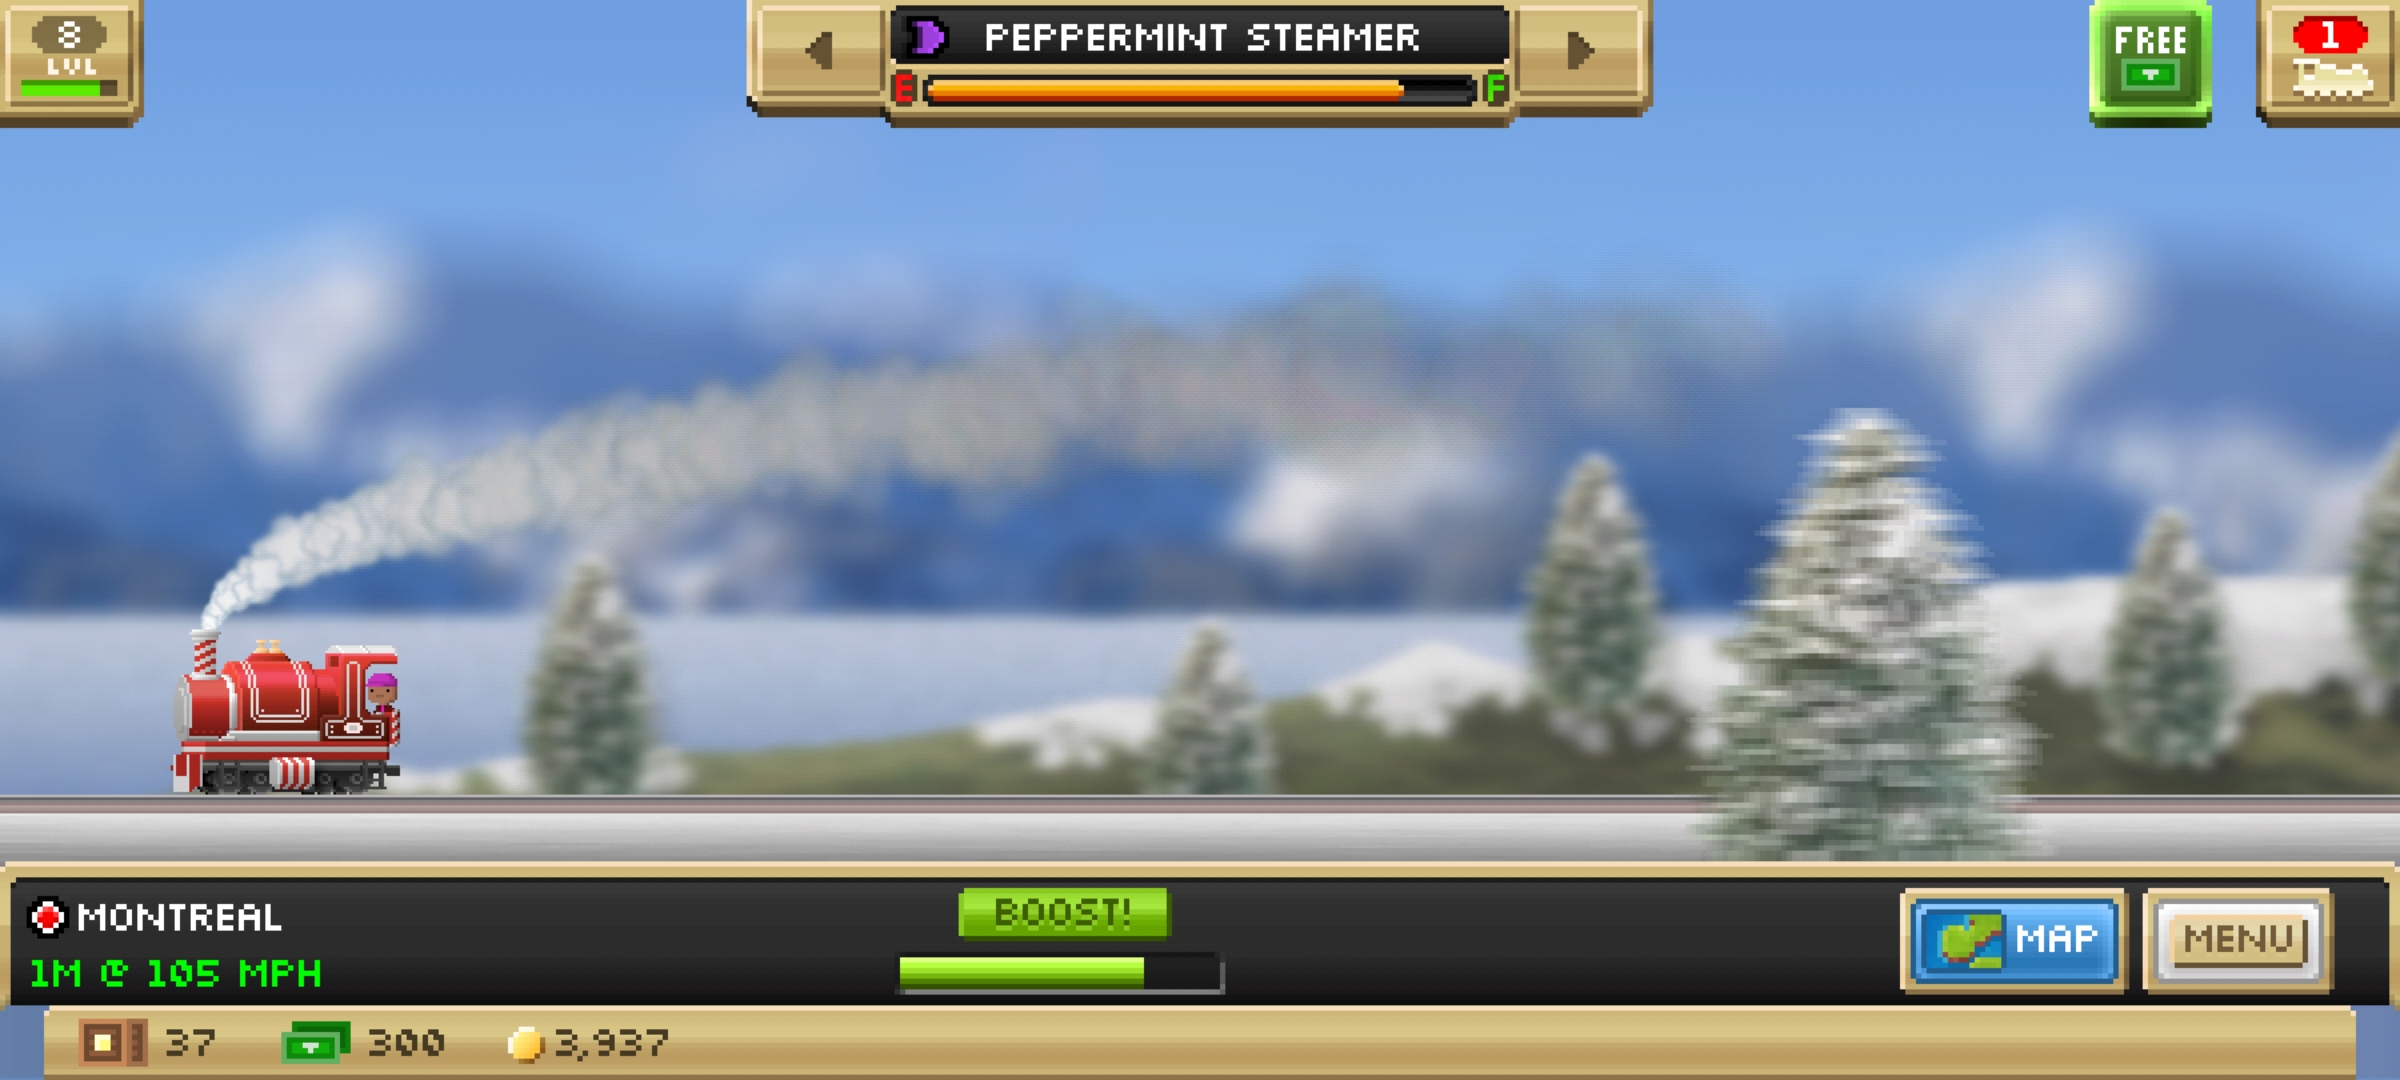 8
LVL
PEPPERMINT STEAMER
E F
FREE
1
MONTREAL
1M @ 105 MPH
BOOST!
MAP
MENU
37 300 3,937